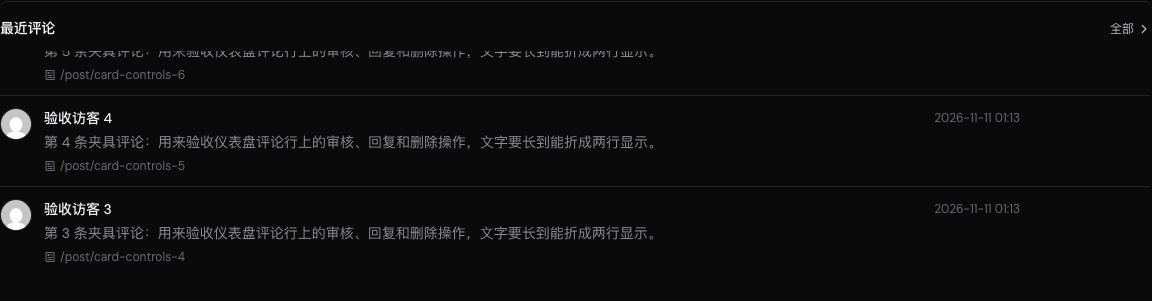 最近评论
全部
第 5 条夹具评论：用来验收仪表盘评论行上的审核、回复和删除操作，文字要长到能折成两行显示。
/post/card-controls-6
验收访客 4
2026-11-11 01:13
第 4 条夹具评论：用来验收仪表盘评论行上的审核、回复和删除操作，文字要长到能折成两行显示。
/post/card-controls-5
验收访客 3
2026-11-11 01:13
第 3 条夹具评论：用来验收仪表盘评论行上的审核、回复和删除操作，文字要长到能折成两行显示。
/post/card-controls-4